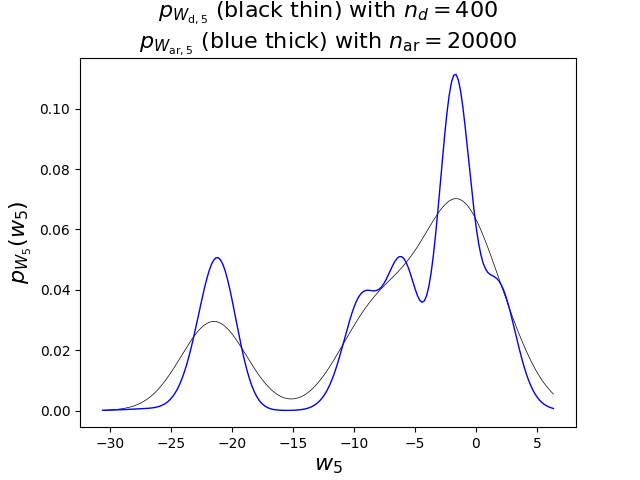 $p_{W_{\mathrm{d},5}}$ (black thin) with $n_d = 400$
$p_{W_{\mathrm{ar},5}}$ (blue thick) with $n_{\mathrm{ar}} = 20000$
$p_{W_5}(w_5)$
0.10
0.08
0.06
0.04
0.02
0.00
−30 −25 −20 −15 −10 −5 0 5
$w_5$